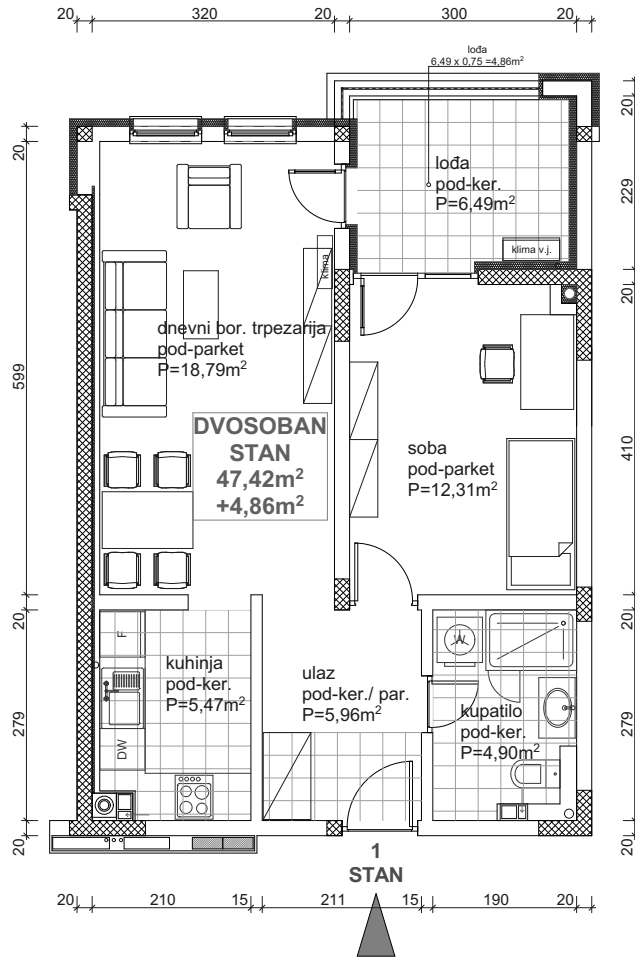 20 320 20 300 20
lođa
6,49 x 0,75 =4,86m²
20
20
lođa
pod-ker.
P=6,49m²
229
klima v.j.
klima
20
dnevni bor. trpezarija
pod-parket
P=18,79m²
599
DVOSOBAN
STAN
47,42m²
+4,86m²
soba
pod-parket
P=12,31m²
410
20
20
F
W
kuhinja
pod-ker.
P=5,47m²
ulaz
pod-ker./ par.
P=5,96m²
kupatilo
pod-ker.
P=4,90m²
279
279
DW
20
20
1
STAN
20 210 15 211 15 190 20